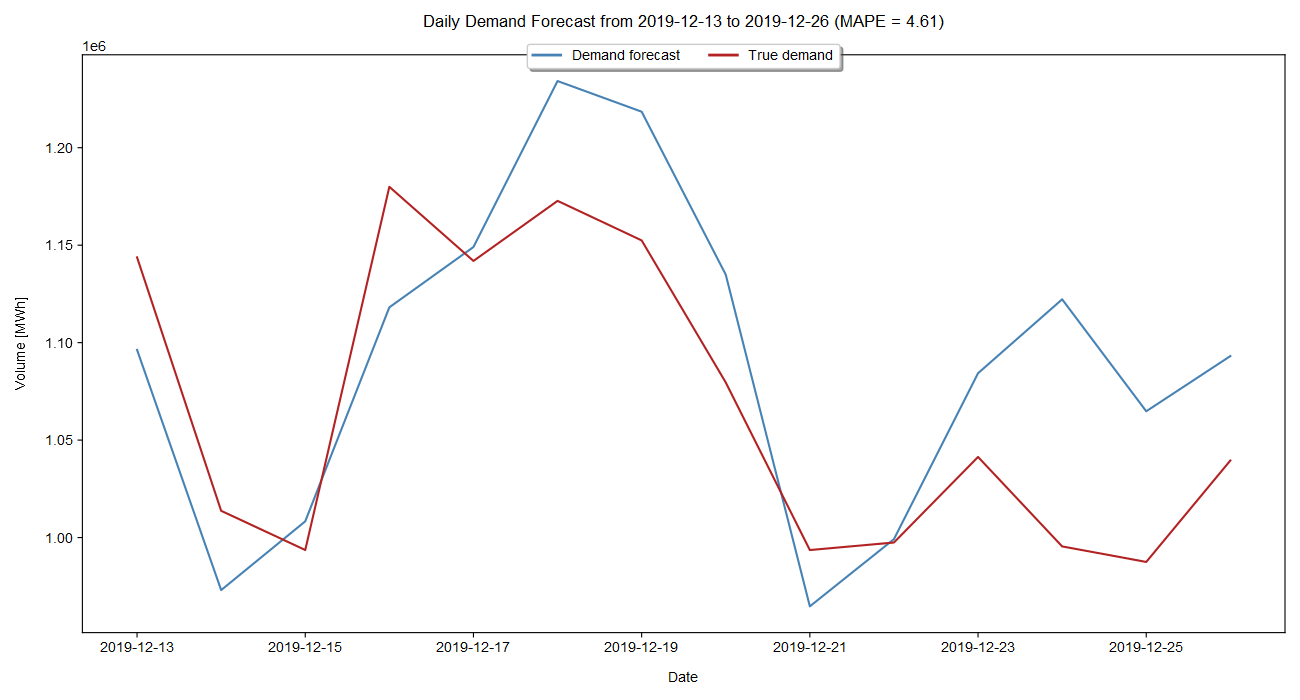 Daily Demand Forecast from 2019-12-13 to 2019-12-26 (MAPE = 4.61)
1e6
Demand forecast True demand
1.20
1.15
1.10
1.05
1.00
Volume [MWh]
2019-12-13 2019-12-15 2019-12-17 2019-12-19 2019-12-21 2019-12-23 2019-12-25
Date